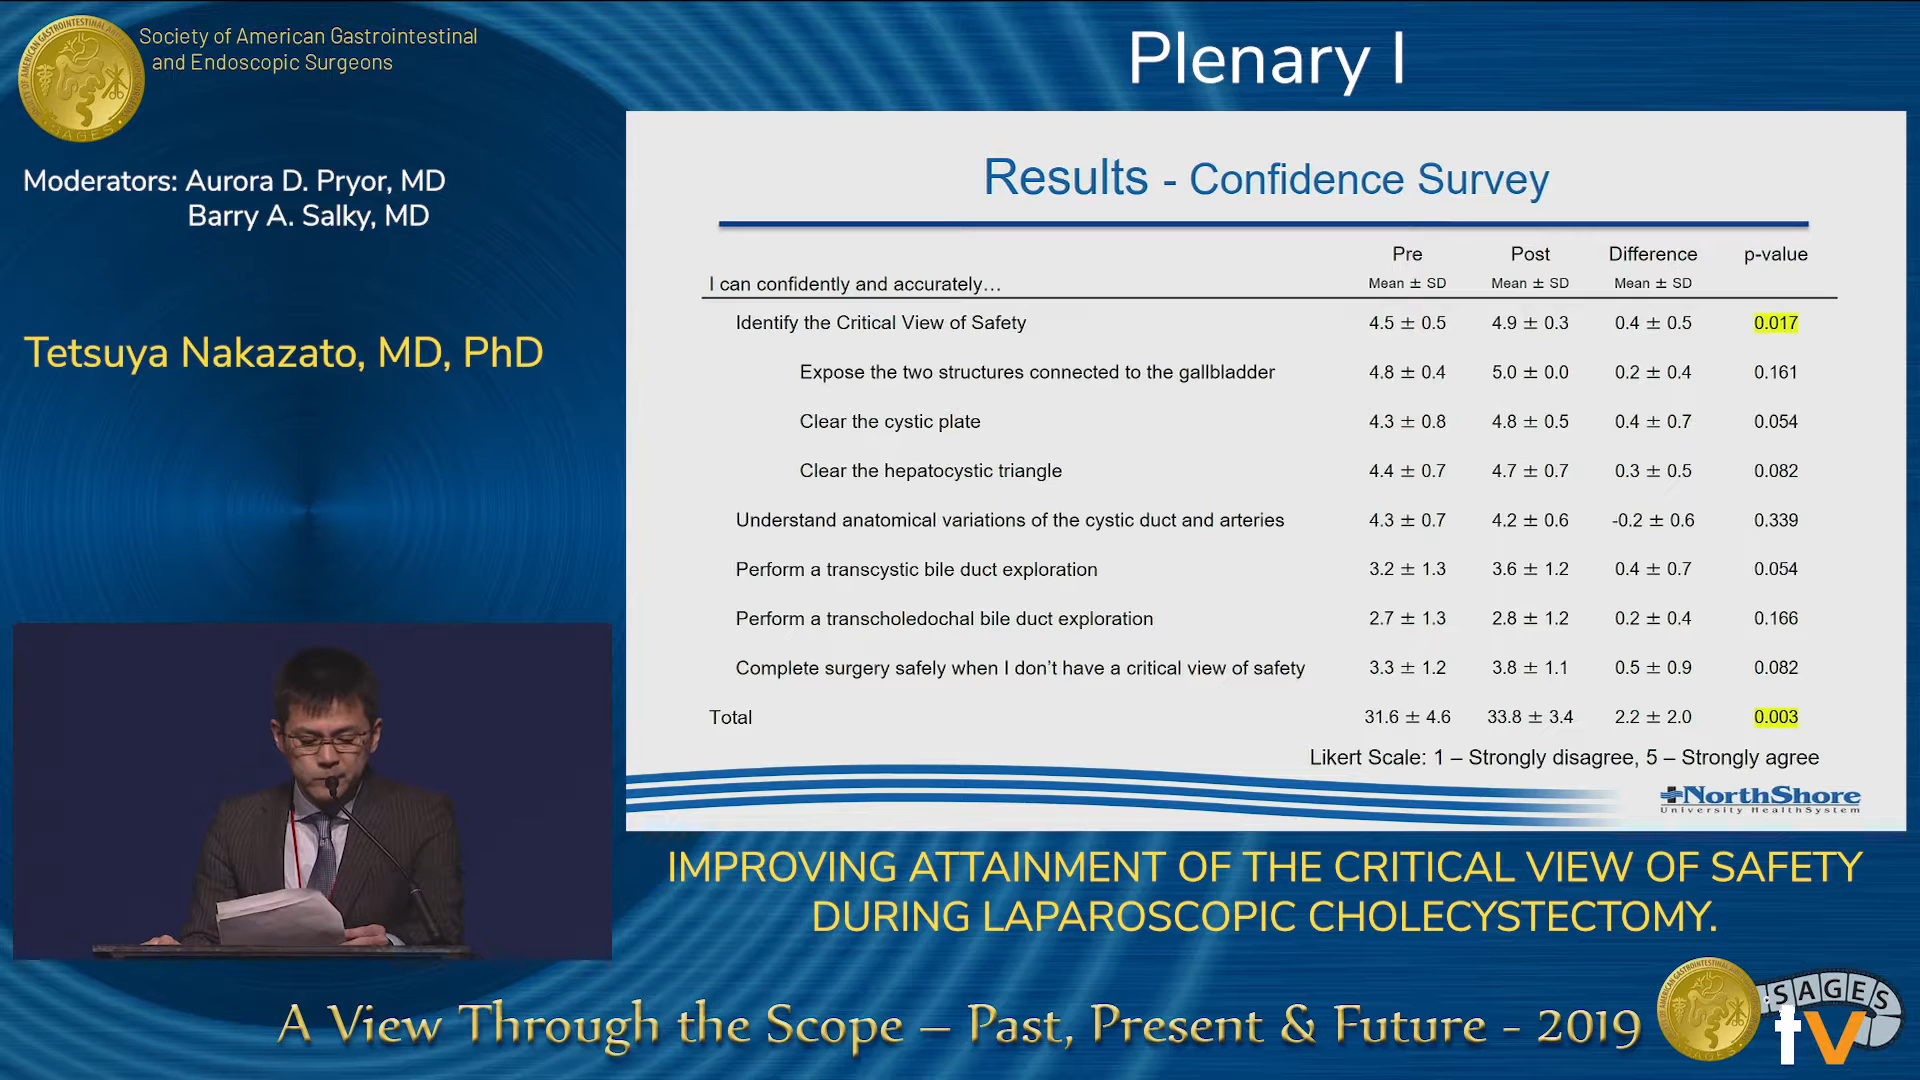 Society of American Gastrointestinal
and Endoscopic Surgeons
Plenary I
Moderators: Aurora D. Pryor, MD
Barry A. Salky, MD
Tetsuya Nakazato, MD, PhD
Results - Confidence Survey
Pre Post Difference p-value
I can confidently and accurately… Mean ± SD Mean ± SD Mean ± SD
Identify the Critical View of Safety 4.5 ± 0.5 4.9 ± 0.3 0.4 ± 0.5 0.017
Expose the two structures connected to the gallbladder 4.8 ± 0.4 5.0 ± 0.0 0.2 ± 0.4 0.161
Clear the cystic plate 4.3 ± 0.8 4.8 ± 0.5 0.4 ± 0.7 0.054
Clear the hepatocystic triangle 4.4 ± 0.7 4.7 ± 0.7 0.3 ± 0.5 0.082
Understand anatomical variations of the cystic duct and arteries 4.3 ± 0.7 4.2 ± 0.6 -0.2 ± 0.6 0.339
Perform a transcystic bile duct exploration 3.2 ± 1.3 3.6 ± 1.2 0.4 ± 0.7 0.054
Perform a transcholedochal bile duct exploration 2.7 ± 1.3 2.8 ± 1.2 0.2 ± 0.4 0.166
Complete surgery safely when I don’t have a critical view of safety 3.3 ± 1.2 3.8 ± 1.1 0.5 ± 0.9 0.082
Total 31.6 ± 4.6 33.8 ± 3.4 2.2 ± 2.0 0.003
Likert Scale: 1 – Strongly disagree, 5 – Strongly agree
NorthShore
University HealthSystem
IMPROVING ATTAINMENT OF THE CRITICAL VIEW OF SAFETY
DURING LAPAROSCOPIC CHOLECYSTECTOMY.
A View Through the Scope – Past, Present & Future - 2019
SAGES
tv